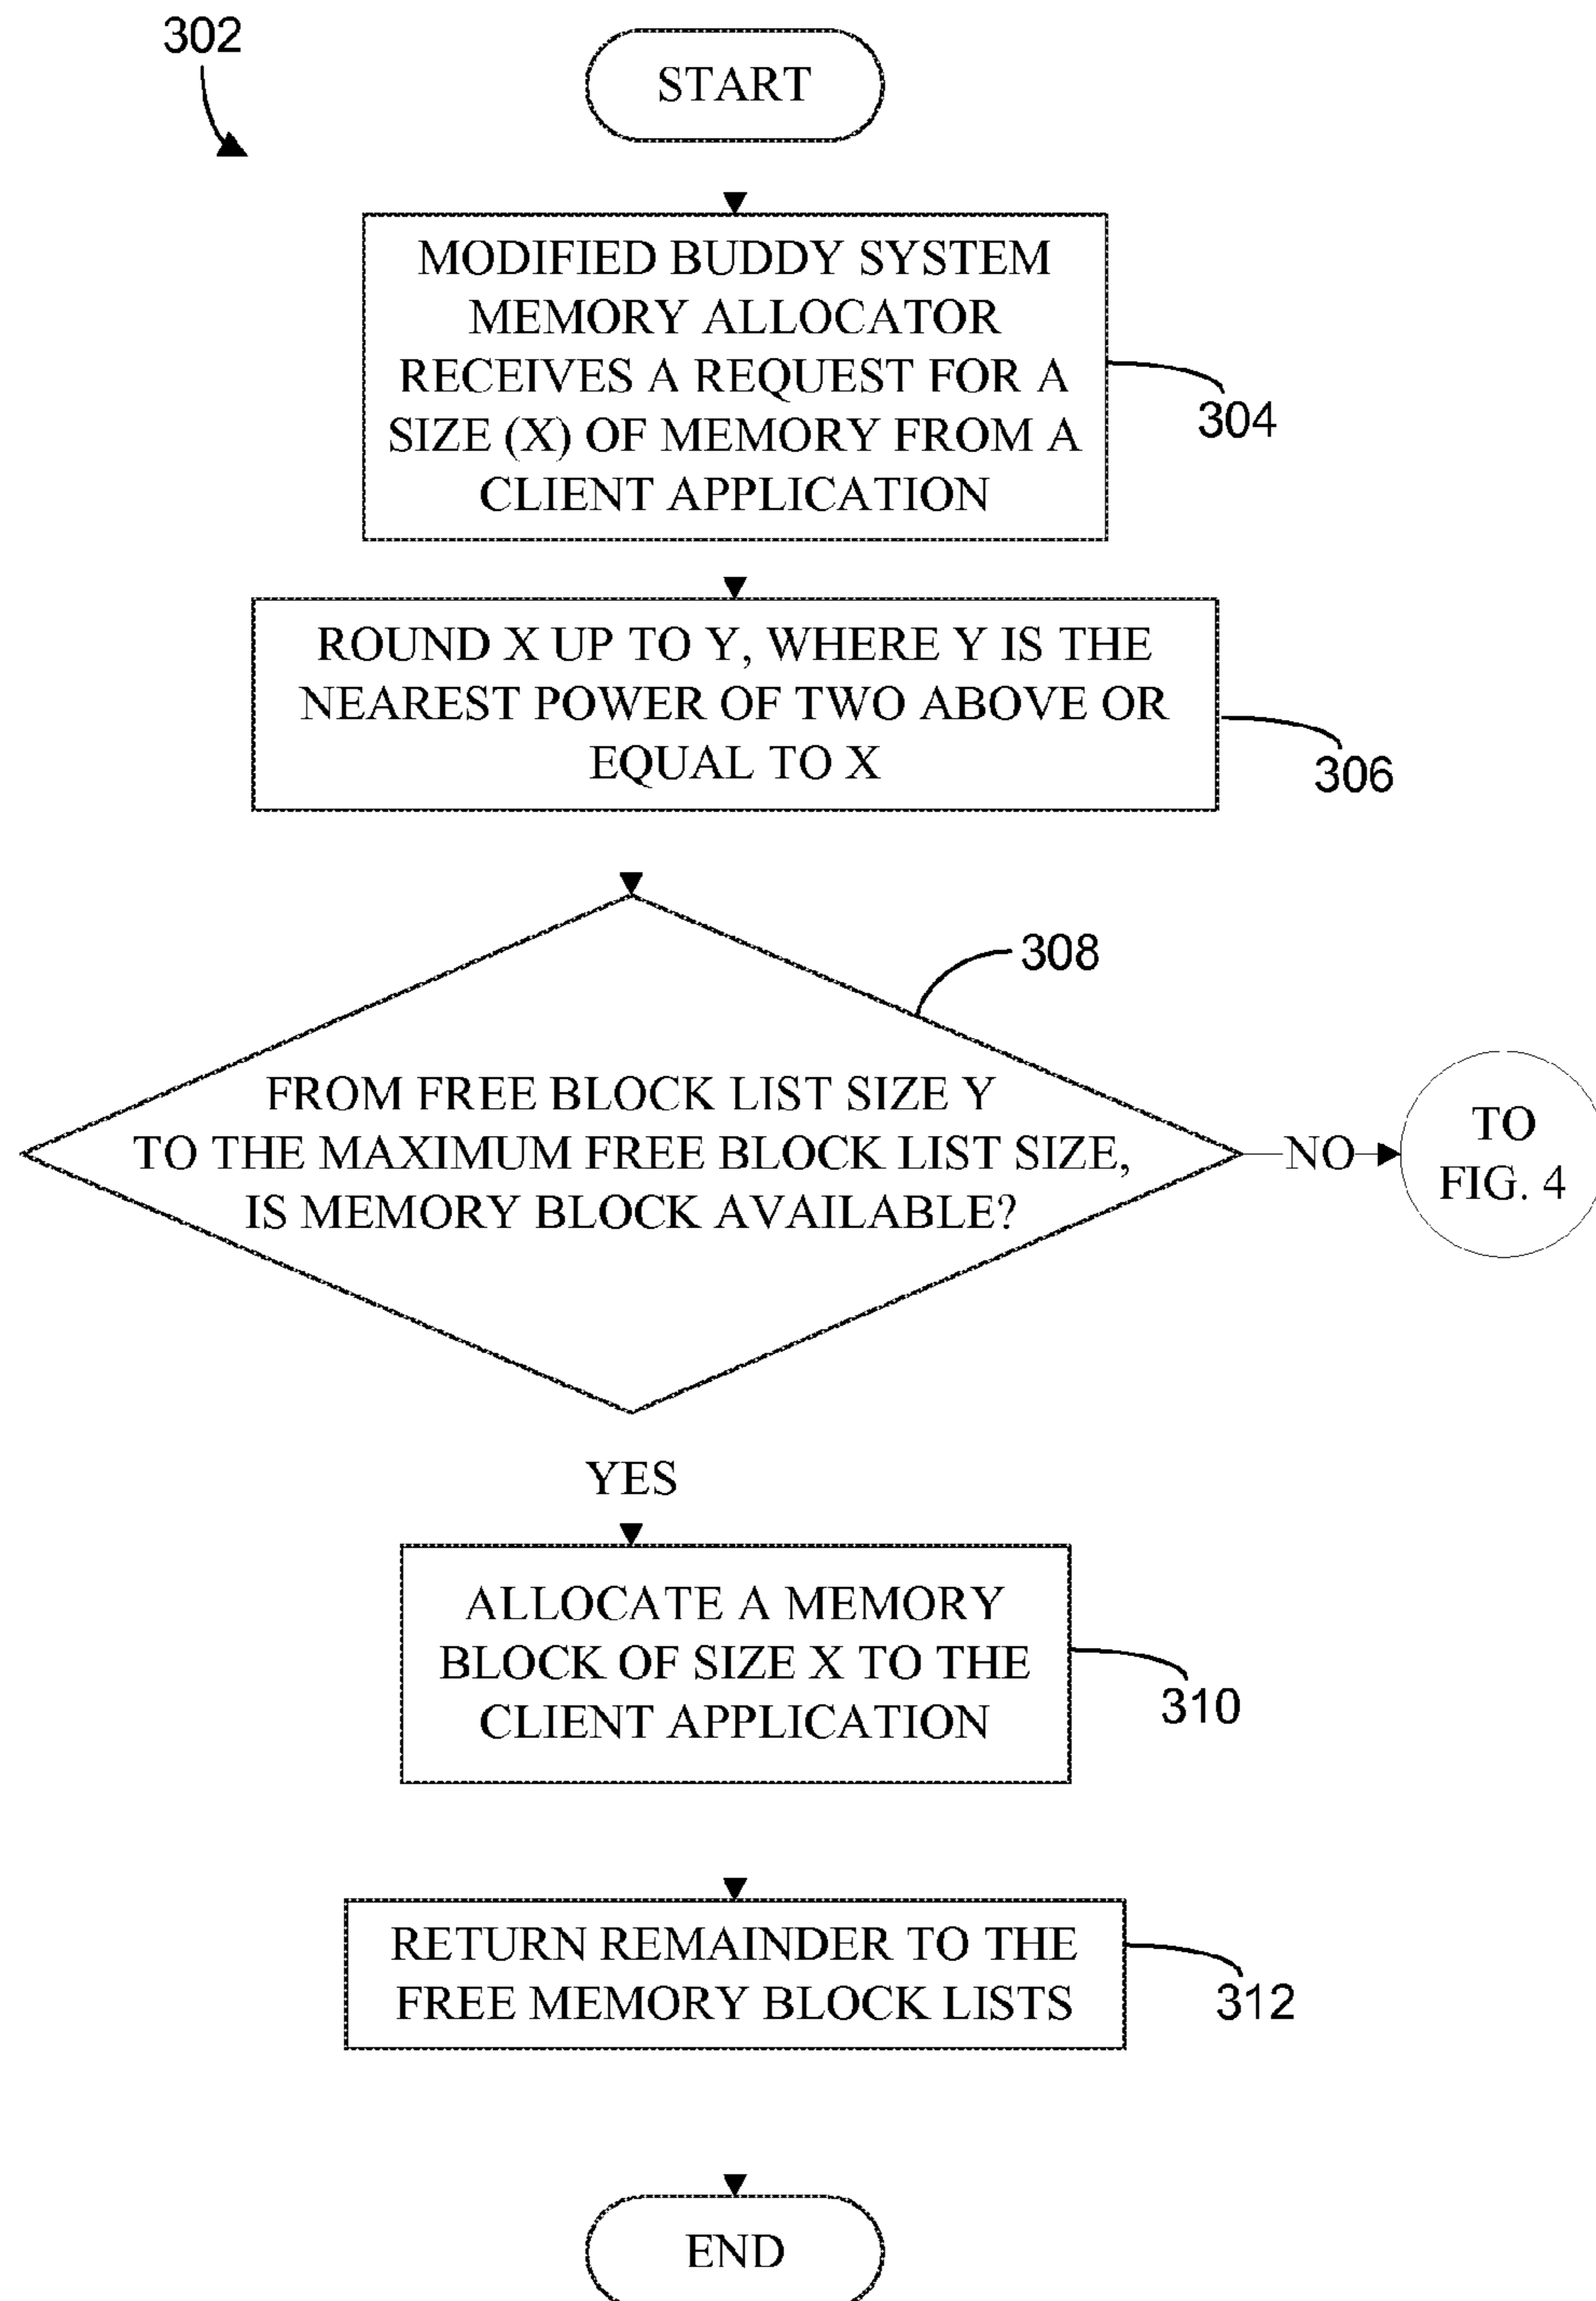 302
START
MODIFIED BUDDY SYSTEM
MEMORY ALLOCATOR
RECEIVES A REQUEST FOR A
SIZE (X) OF MEMORY FROM A
CLIENT APPLICATION
304
ROUND X UP TO Y, WHERE Y IS THE
NEAREST POWER OF TWO ABOVE OR
EQUAL TO X
306
308
FROM FREE BLOCK LIST SIZE Y
TO THE MAXIMUM FREE BLOCK LIST SIZE,
IS MEMORY BLOCK AVAILABLE?
NO
TO
FIG. 4
YES
ALLOCATE A MEMORY
BLOCK OF SIZE X TO THE
CLIENT APPLICATION
310
RETURN REMAINDER TO THE
FREE MEMORY BLOCK LISTS
312
END